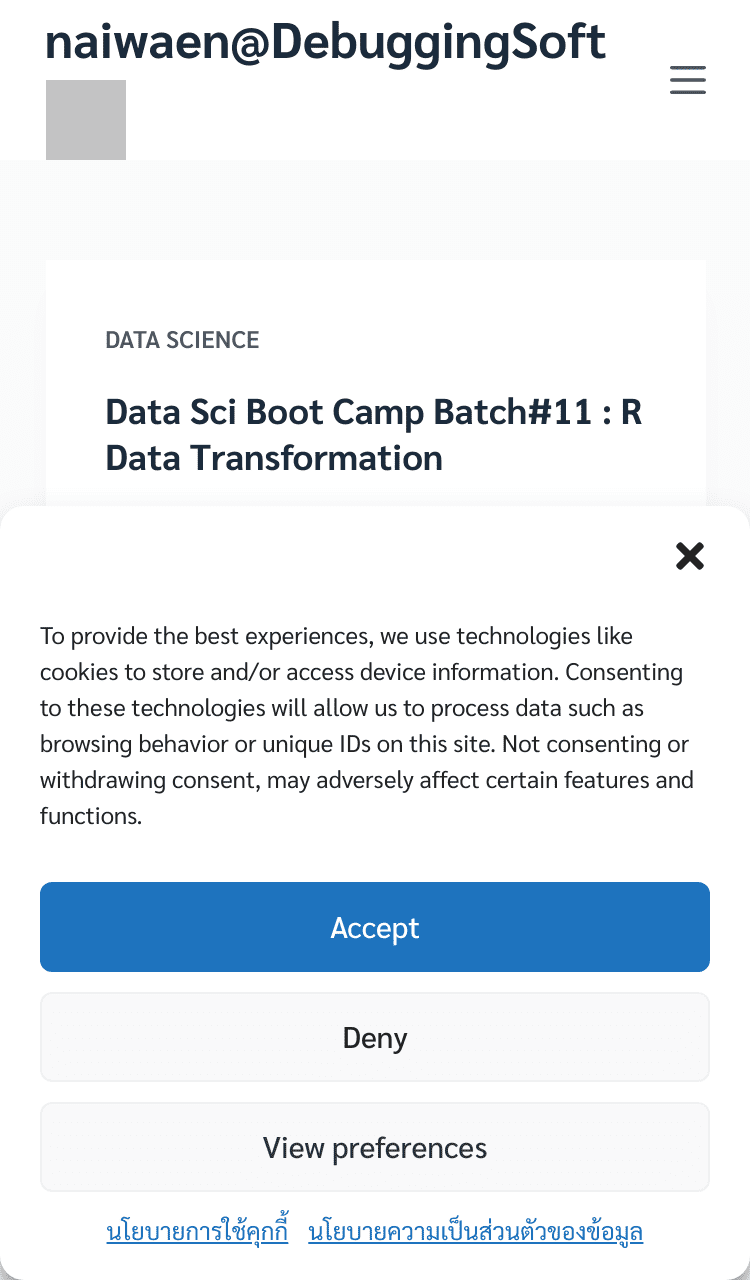 naiwaen@DebuggingSoft
DATA SCIENCE
Data Sci Boot Camp Batch#11 : R
Data Transformation
To provide the best experiences, we use technologies like
cookies to store and/or access device information. Consenting
to these technologies will allow us to process data such as
browsing behavior or unique IDs on this site. Not consenting or
withdrawing consent, may adversely affect certain features and
functions.
Accept
Deny
View preferences
นโยบายการใช้คุกกี้ นโยบายความเป็นส่วนตัวของข้อมูล